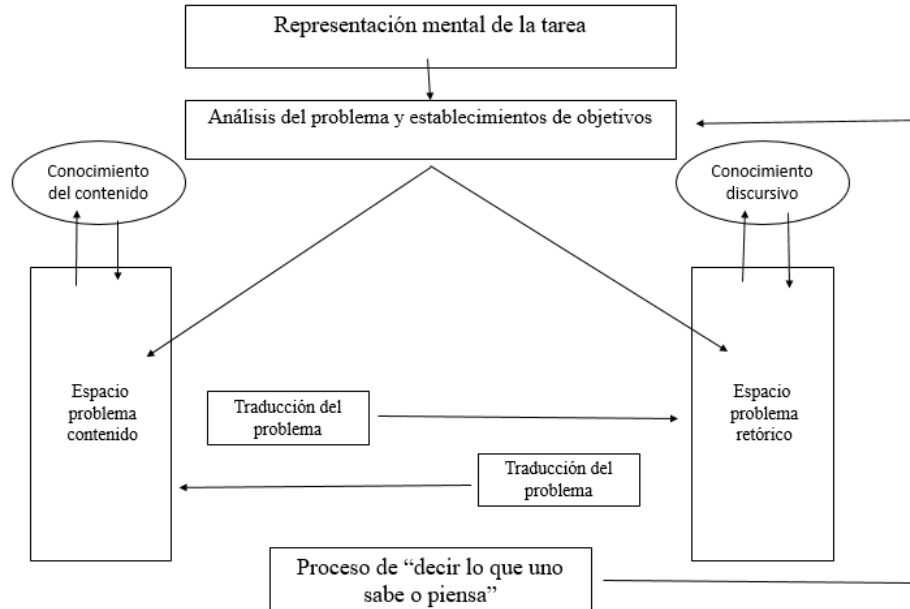 Representación mental de la tarea
Análisis del problema y establecimientos de objetivos
Conocimiento
del contenido
Conocimiento
discursivo
Espacio
problema
contenido
Traducción del
problema
Espacio
problema
retórico
Traducción del
problema
Proceso de “decir lo que uno
sabe o piensa”